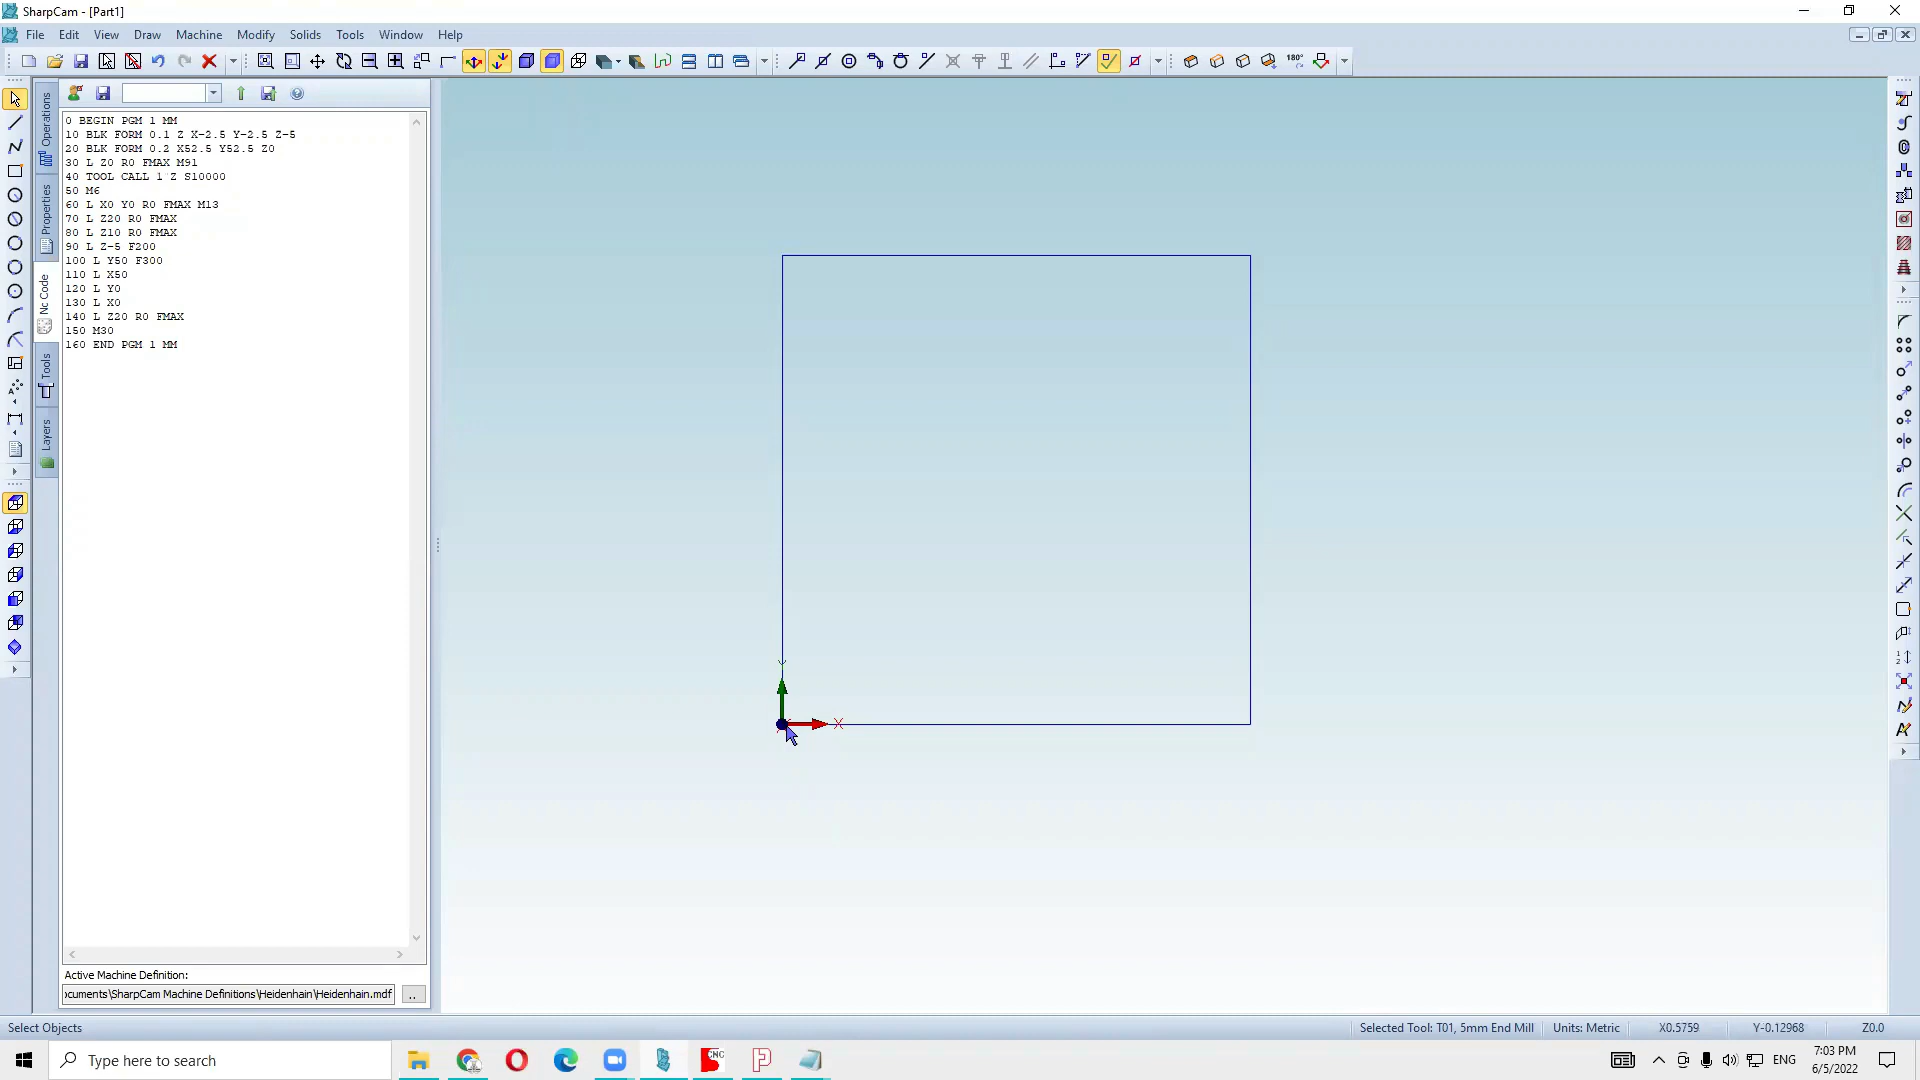 SharpCam - [Part1]
File Edit View Draw Machine Modify Solids Tools Options Window Help
180°
Operations
Properties
Nc Code
Tools
Layers
0 BEGIN PGM 1 MM
10 BLK FORM 0.1 Z X-2.5 Y-2.5 Z-5
20 BLK FORM 0.2 X52.5 Y52.5 Z0
30 L Z0 R0 FMAX M91
40 TOOL CALL 1 Z S10000
50 M6
60 L X0 Y0 R0 FMAX M13
70 L Z20 R0 FMAX
80 L Z10 R0 FMAX
90 L Z-5 F200
100 L Y50 F300
110 L X50
120 L Y0
130 L X0
140 L Z20 R0 FMAX
150 M30
160 END PGM 1 MM
Y
X
Active Machine Definition:
ocuments\SharpCam Machine Definitions\Heidenhain\Heidenhain.mdf
..
Select Objects
Selected Tool: T01, 5mm End Mill Units: Metric X0.5759 Y-0.12968 Z0.0
Type here to search
CNC
ENG
7:03 PM
6/5/2022